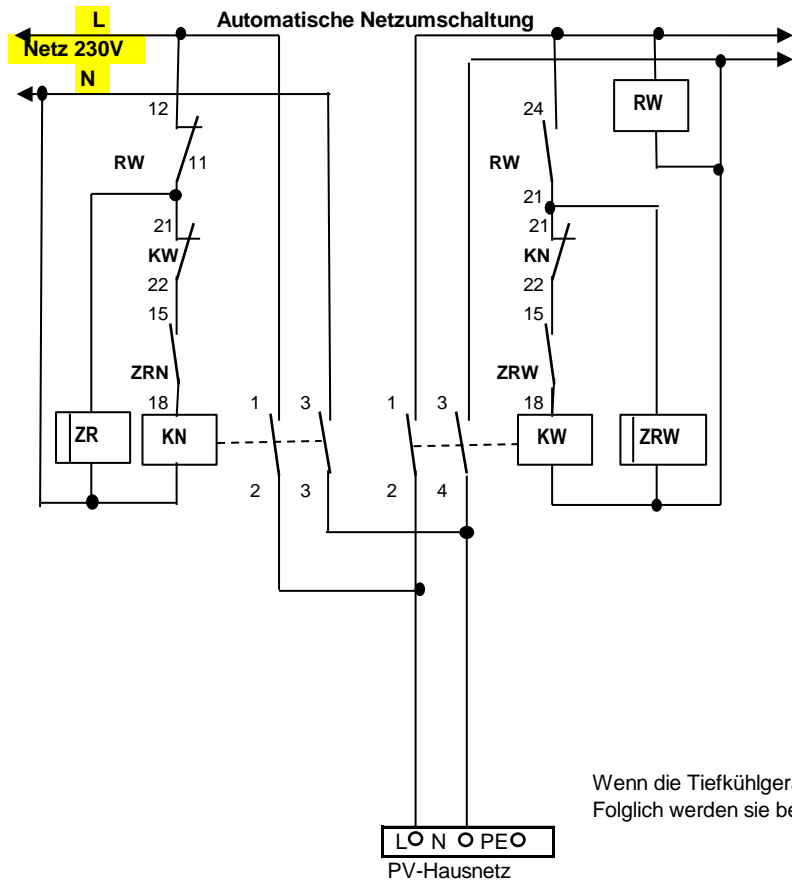 L
Automatische Netzumschaltung
Netz 230V
N
RW
12
24
RW
11
RW
21
21
21
KW
KN
22
22
15
15
ZRN
ZRW
18
1
3
1
3
18
ZR
KN
KW
ZRW
2
3
2
4
Wenn die Tiefkühlger
Folglich werden sie be
L N PE
PV-Hausnetz